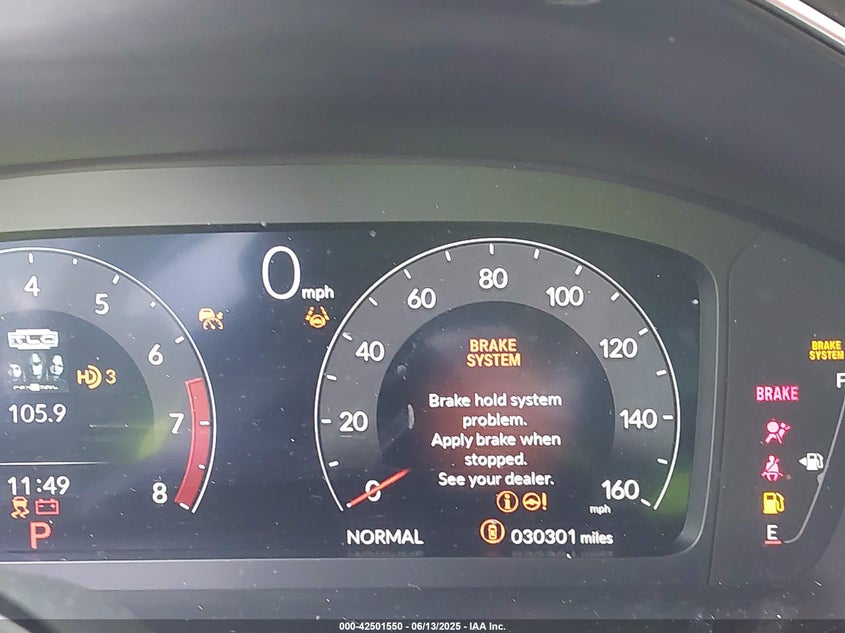 0 mph
4
5
6
7
8
TLC
HD 3
105.9
11:49
P
0
20
40
60
80
100
120
140
160
mph
BRAKE
SYSTEM
Brake hold system
problem.
Apply brake when
stopped.
See your dealer.
NORMAL
030301 miles
BRAKE
SYSTEM
F
BRAKE
E
000-42501550 - 06/13/2025 - IAA Inc.